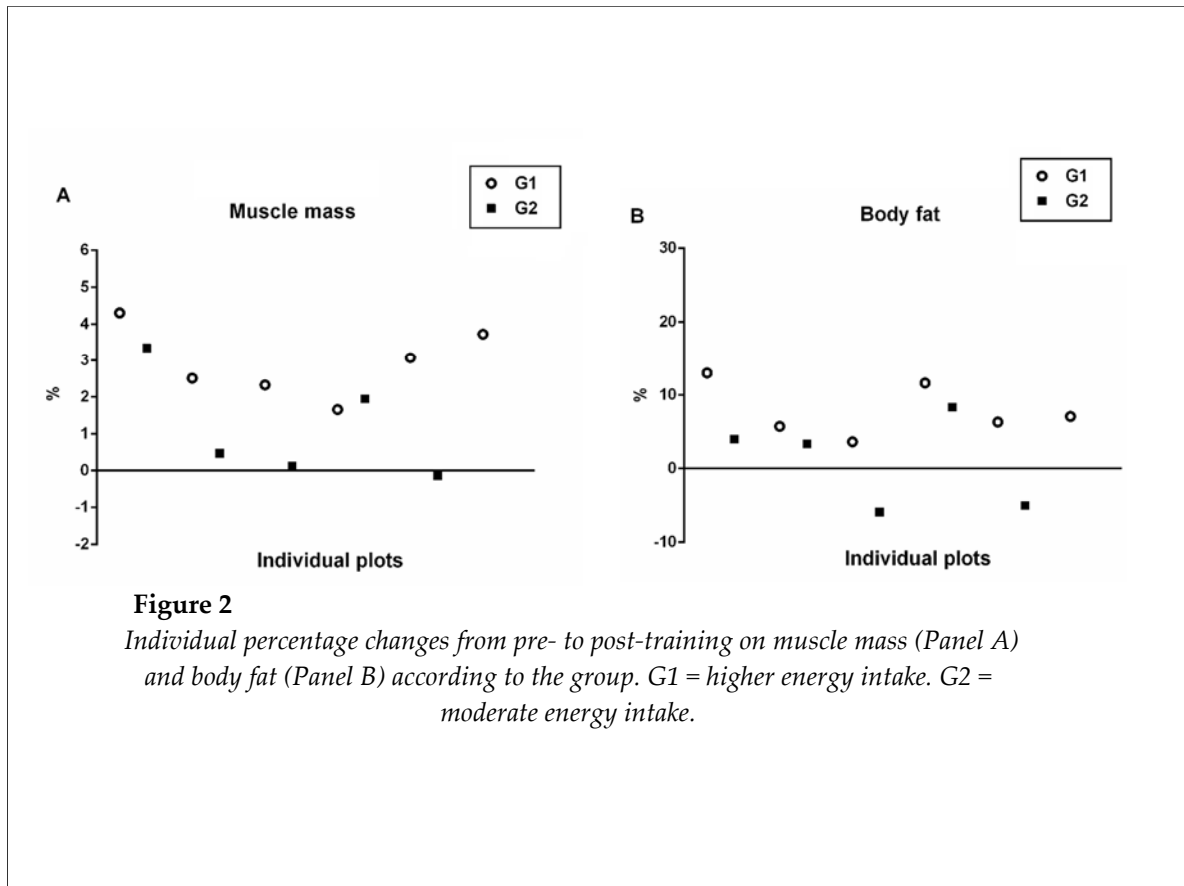 A
Muscle mass
G1
G2
6
5
4
3
2
1
0
-1
-2
%
Individual plots
B
Body fat
G1
G2
30
20
10
0
-10
%
Individual plots
Figure 2
Individual percentage changes from pre- to post-training on muscle mass (Panel A)
and body fat (Panel B) according to the group. G1 = higher energy intake. G2 =
moderate energy intake.